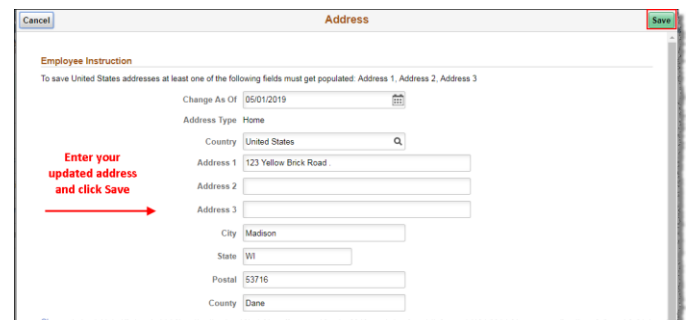 Cancel Address Save
Employee Instruction
To save United States addresses at least one of the following fields must get populated: Address 1, Address 2, Address 3
Change As Of 05/01/2019
Address Type Home
Country United States
Enter your
updated address
and click Save
Address 1 123 Yellow Brick Road .
Address 2
Address 3
City Madison
State WI
Postal 53716
County Dane